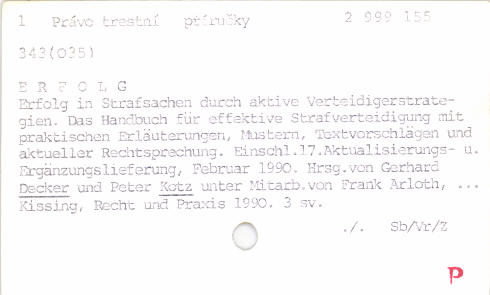 1 Právo trestní příručky 2 999 155
343(035)
E R F O L G
Erfolg in Strafsachen durch aktive Verteidigerstrate-
gien. Das Handbuch für effektive Strafverteidigung mit
praktischen Erläuterungen, Mustern, Textvorschlägen und
aktueller Rechtsprechung. Einschl.17.Aktualisierungs- u.
Ergänzungslieferung, Februar 1990. Hrsg.von Gerhard
Decker und Peter Kotz unter Mitarb.von Frank Arloth, ...
Kissing, Recht und Praxis 1990. 3 sv.
./. Sb/Vr/Z
P